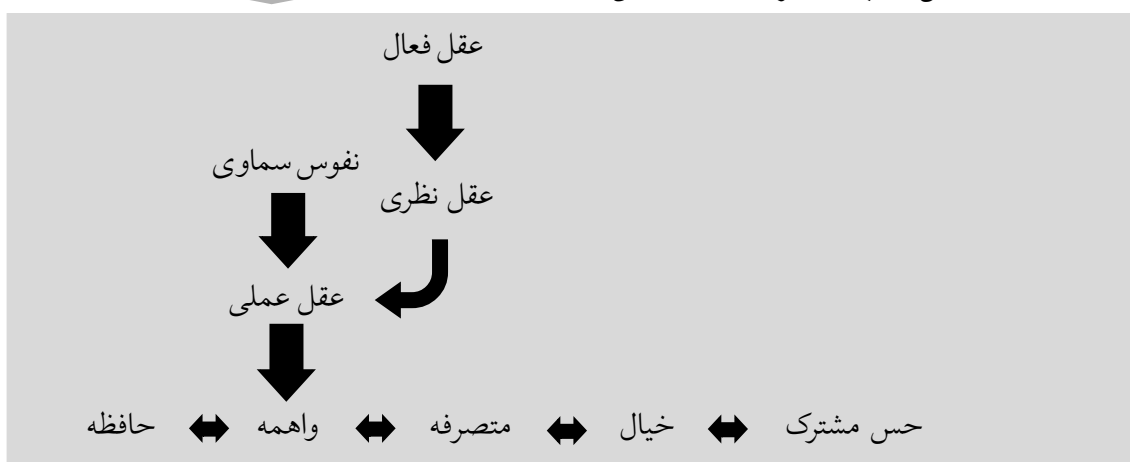 عقل فعال
نفوس سماوی
عقل نظری
عقل عملی
حس مشترک خیال متصرفه واهمه حافظه